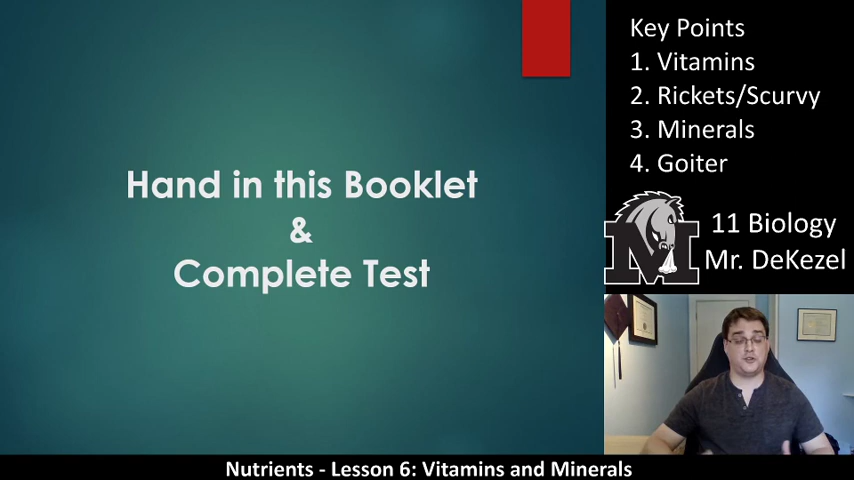 Hand in this Booklet
&
Complete Test
Key Points
1. Vitamins
2. Rickets/Scurvy
3. Minerals
4. Goiter
M
11 Biology
Mr. DeKezel
Nutrients - Lesson 6: Vitamins and Minerals